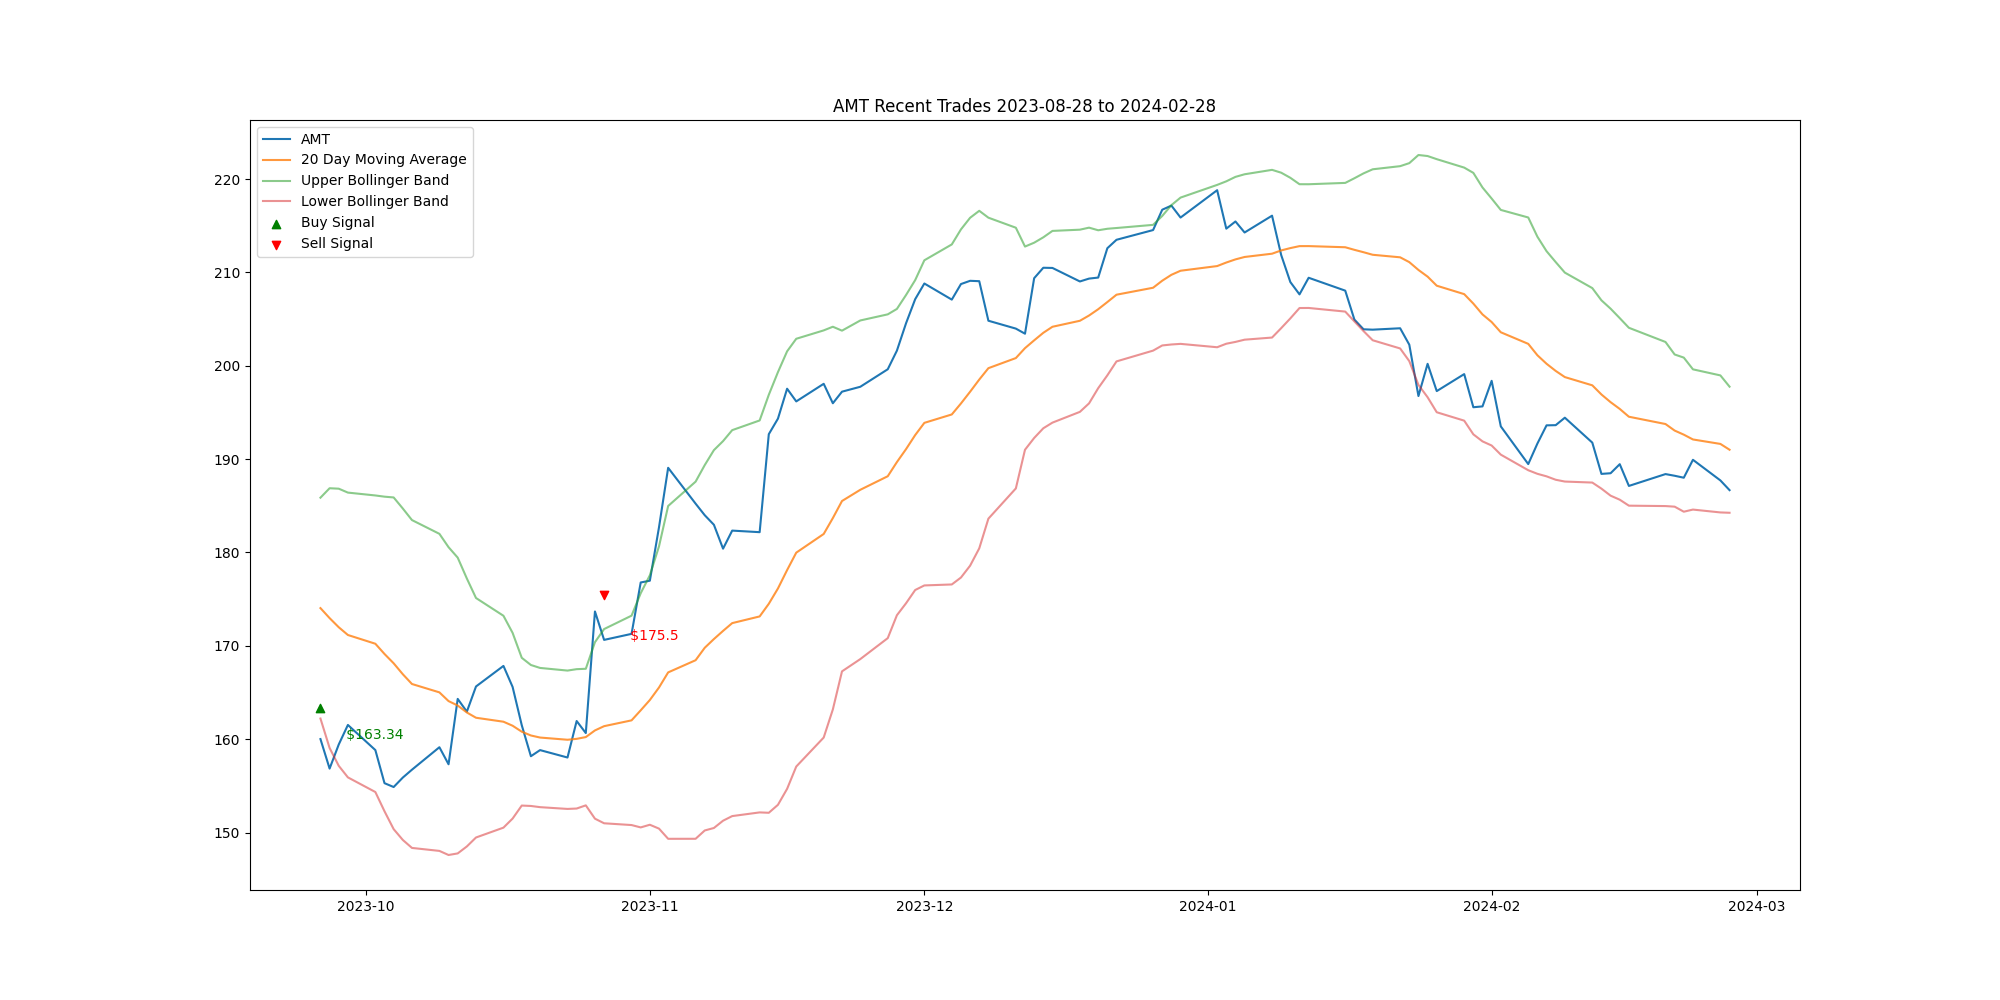 AMT Recent Trades 2023-08-28 to 2024-02-28
AMT
20 Day Moving Average
Upper Bollinger Band
Lower Bollinger Band
Buy Signal
Sell Signal
220
210
200
190
180
170
160
150
$175.5
$163.34
2023-10
2023-11
2023-12
2024-01
2024-02
2024-03